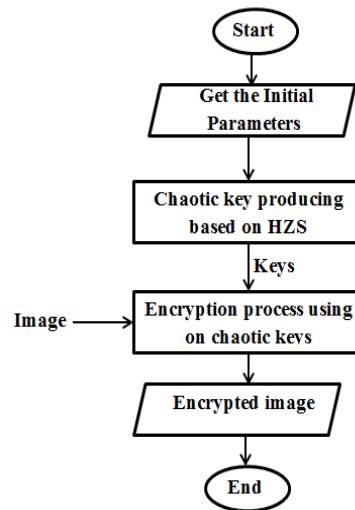 Start
Get the Initial
Parameters
Chaotic key producing
based on HZS
Keys
Image
Encryption process using
on chaotic kevs
Encrypted image
End